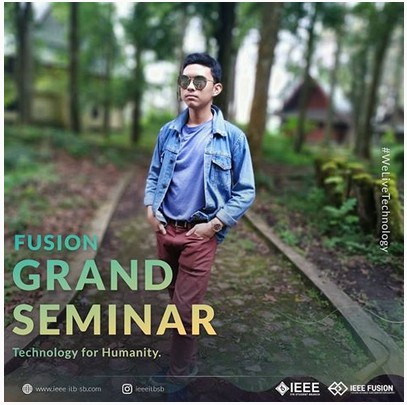 #WeLiveTechnology
FUSION
GRAND
SEMINAR
Technology for Humanity.
www.ieee-itb-sb.com
ieeeitbsb
IEEE
ITB STUDENT BRANCH
IEEE FUSION